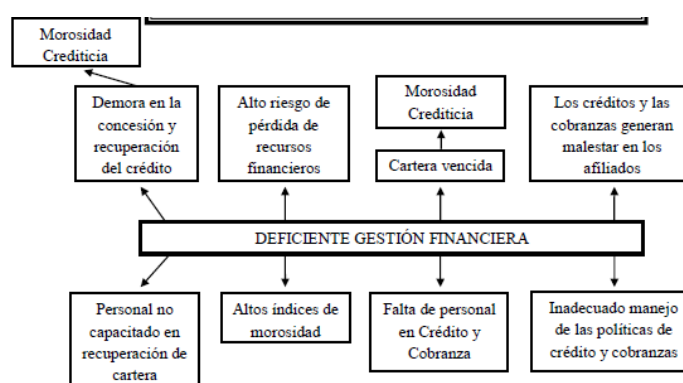 Morosidad
Crediticia
Demora en la
concesión y
recuperación
del crédito
Alto riesgo de
pérdida de
recursos
financieros
Morosidad
Crediticia
Cartera vencida
Los créditos y las
cobranzas generan
malestar en los
afiliados
DEFICIENTE GESTIÓN FINANCIERA
Personal no
capacitado en
recuperación de
cartera
Altos índices de
morosidad
Falta de personal
en Crédito y
Cobranza
Inadecuado manejo
de las políticas de
crédito y cobranzas